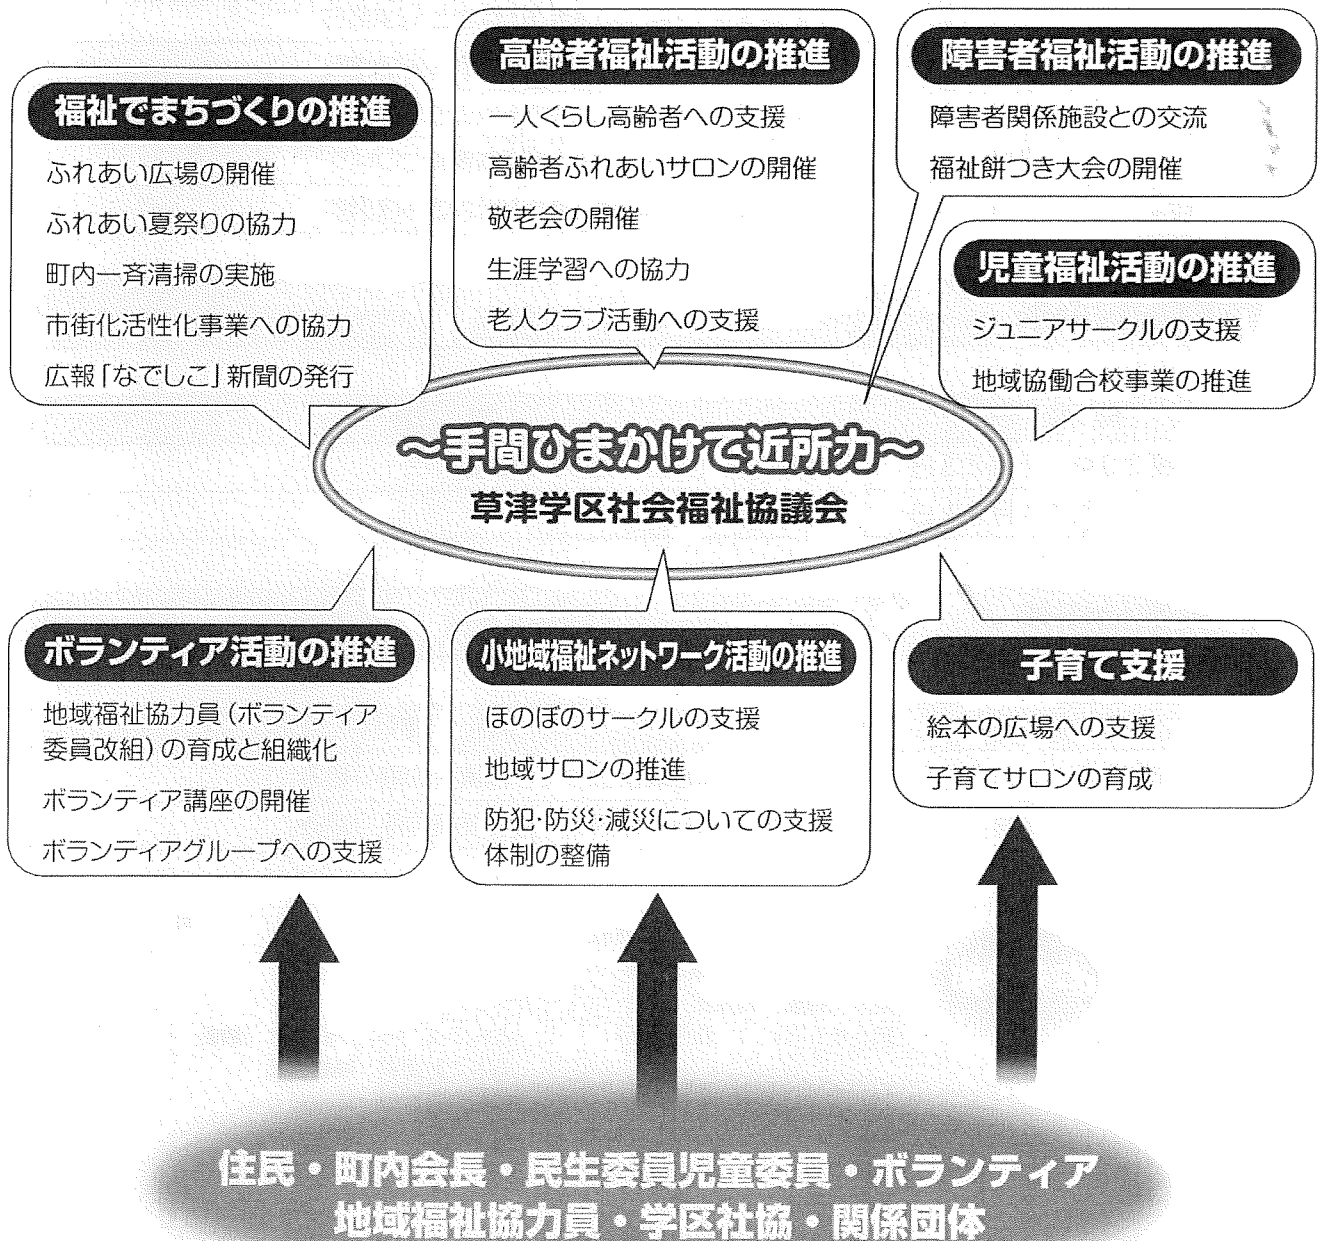 福祉でまちづくりの推進
ふれあい広場の開催
ふれあい夏祭りの協力
町内一斉清掃の実施
市街化活性化事業への協力
広報「なでしこ」新聞の発行
高齢者福祉活動の推進
一人くらし高齢者への支援
高齢者ふれあいサロンの開催
敬老会の開催
生涯学習への協力
老人クラブ活動への支援
障害者福祉活動の推進
障害者関係施設との交流
福祉餅つき大会の開催
児童福祉活動の推進
ジュニアサークルの支援
地域協働合校事業の推進
〜手間ひまかけて近所力〜
草津学区社会福祉協議会
ボランティア活動の推進
地域福祉協力員(ボランティア
委員改組)の育成と組織化
ボランティア講座の開催
ボランティアグループへの支援
小地域福祉ネットワーク活動の推進
ほのぼのサークルの支援
地域サロンの推進
防犯・防災・減災についての支援
体制の整備
子育て支援
絵本の広場への支援
子育てサロンの育成
住民・町内会長・民生委員児童委員・ボランティア
地域福祉協力員・学区社協・関係団体